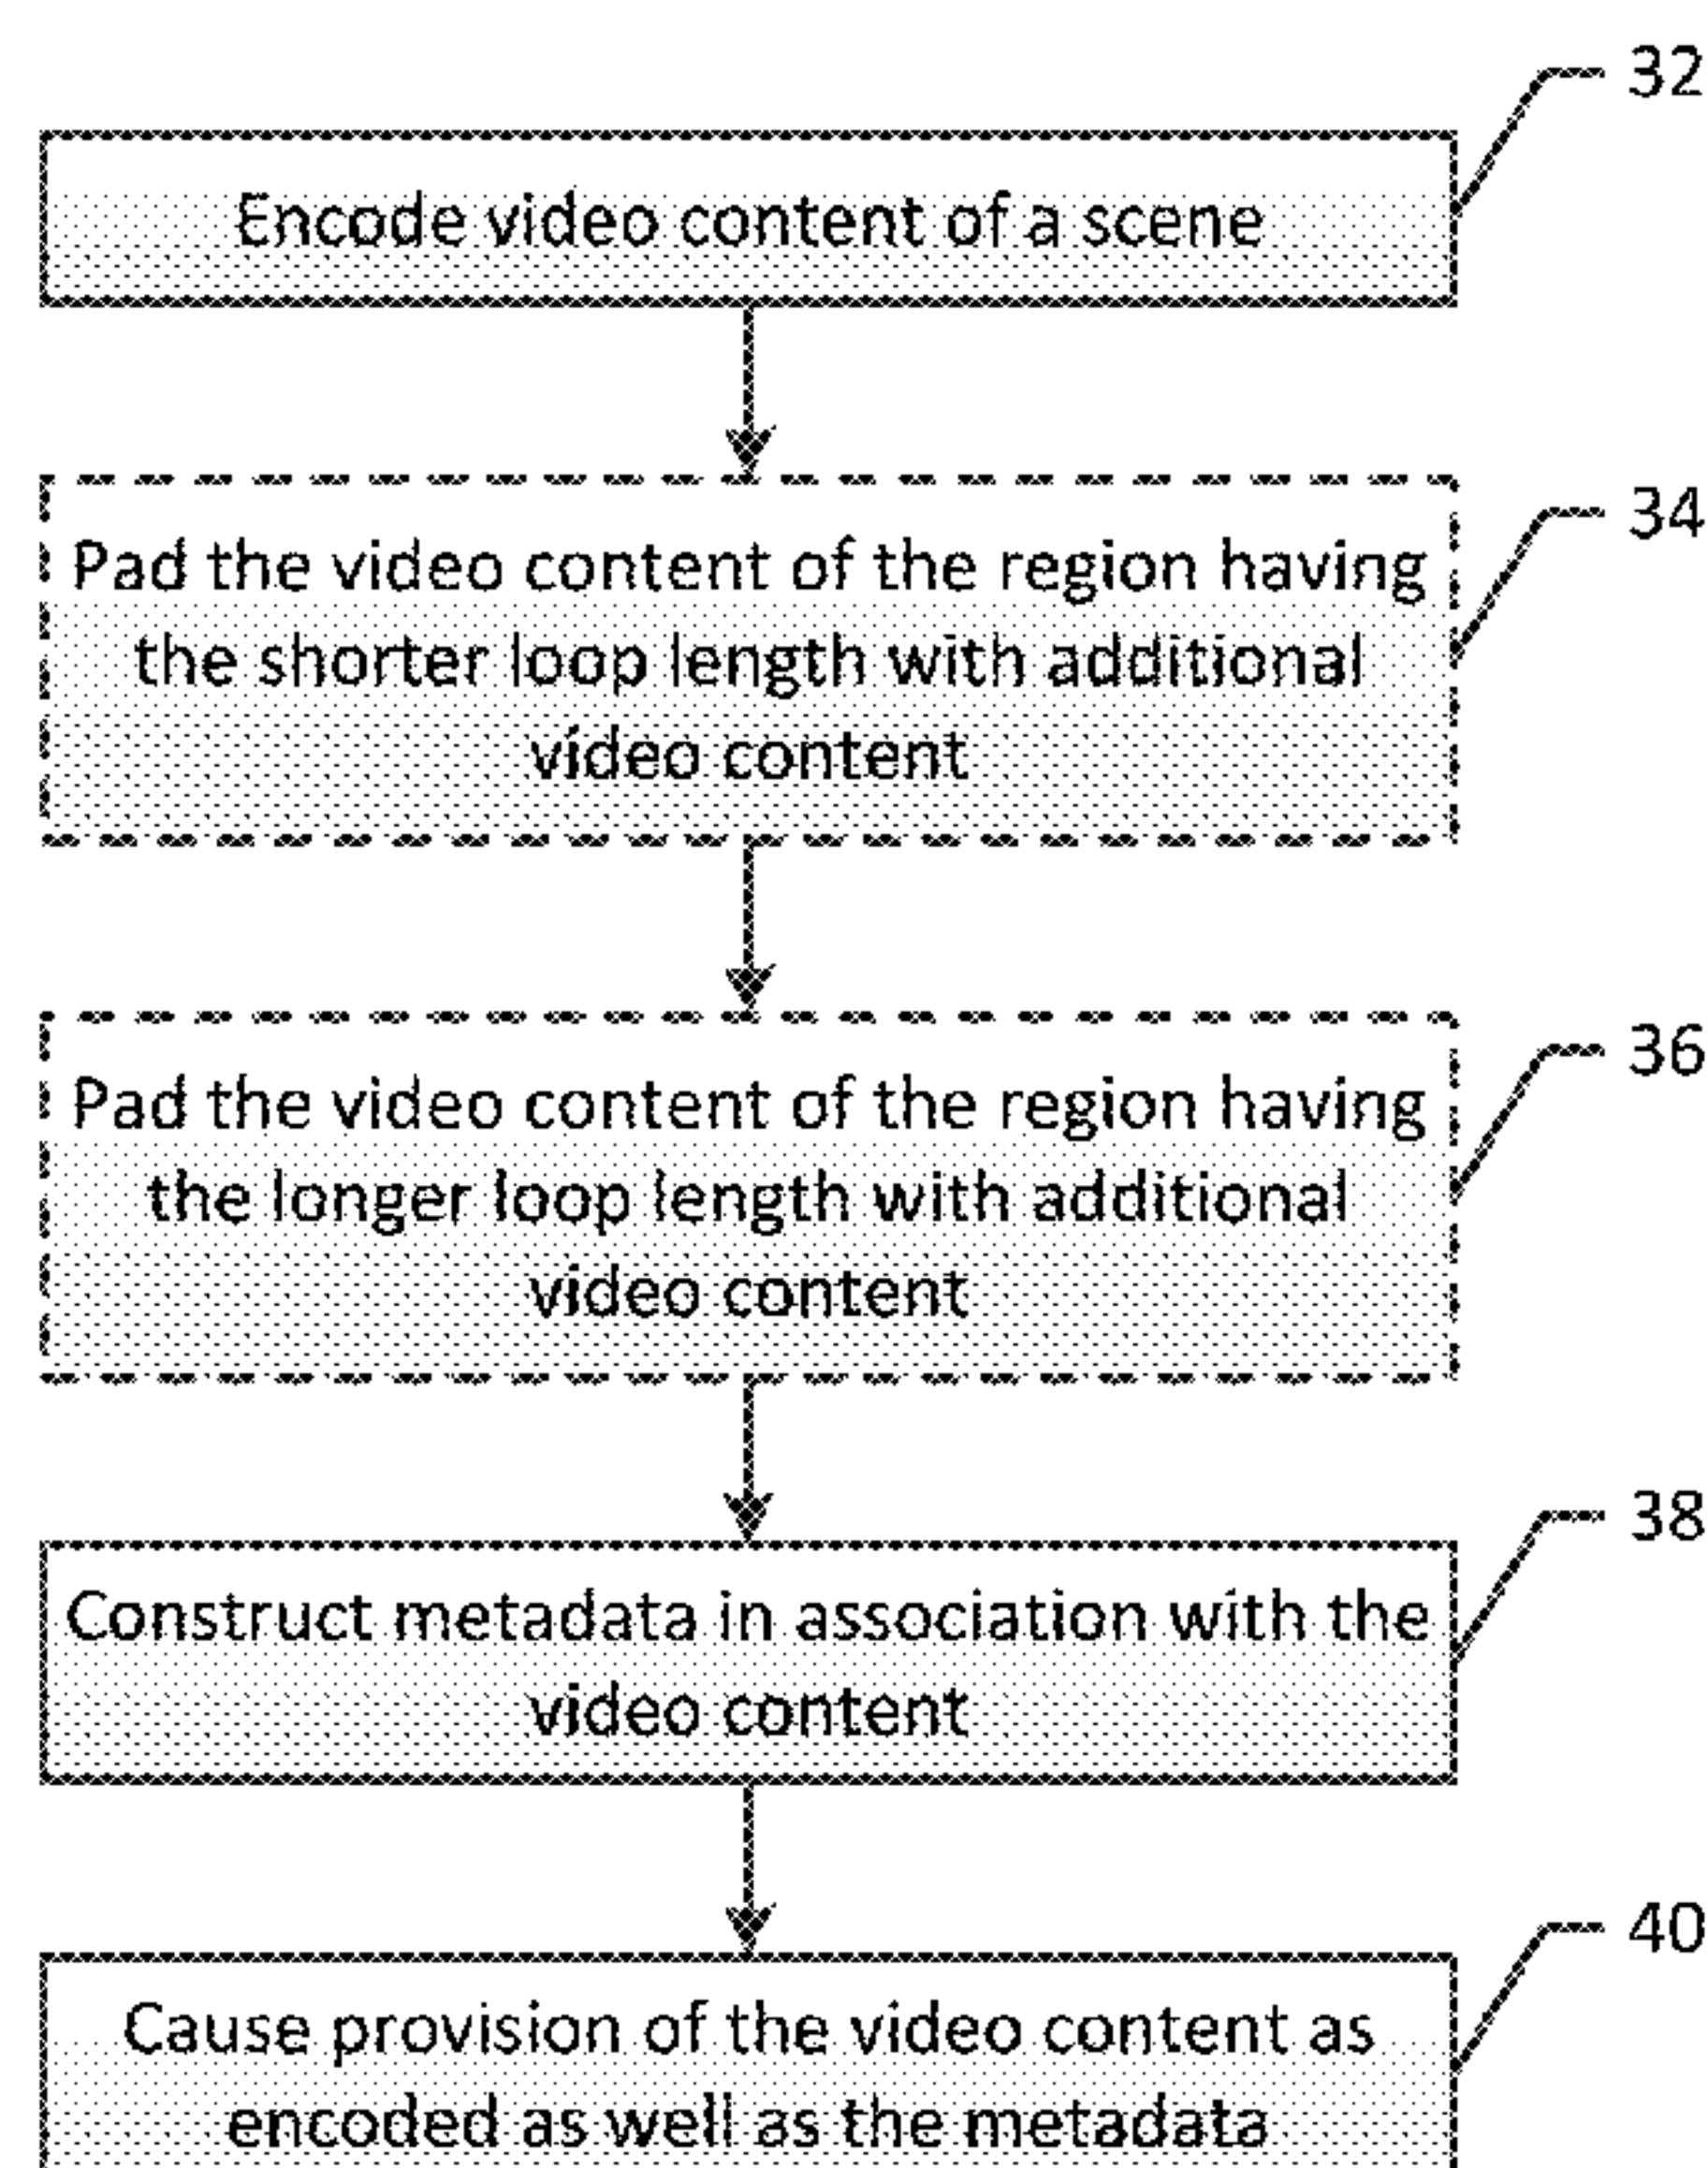 32
Encode video content of a scene
34
Pad the video content of the region having
the shorter loop length with additional
video content
36
Pad the video content of the region having
the longer loop length with additional
video content
38
Construct metadata in association with the
video content
40
Cause provision of the video content as
encoded as well as the metadata